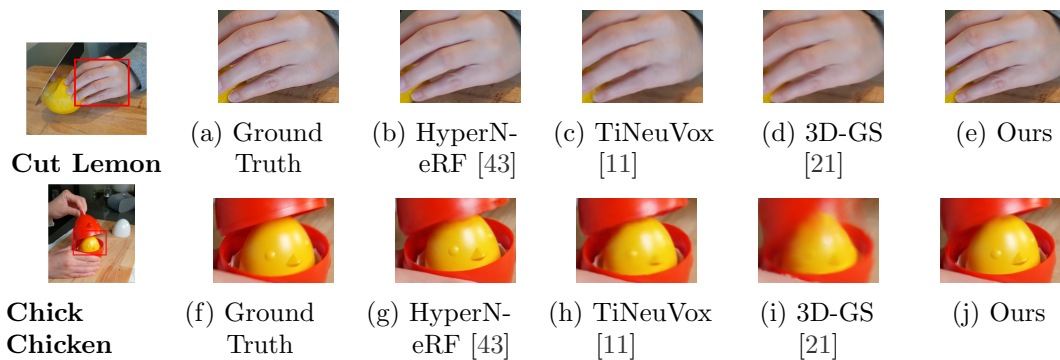 Cut Lemon
(a) Ground
Truth
(b) HyperN-
eRF [43]
(c) TiNeuVox
[11]
(d) 3D-GS
[21]
(e) Ours
Chick
Chicken
(f) Ground
Truth
(g) HyperN-
eRF [43]
(h) TiNeuVox
[11]
(i) 3D-GS
[21]
(j) Ours